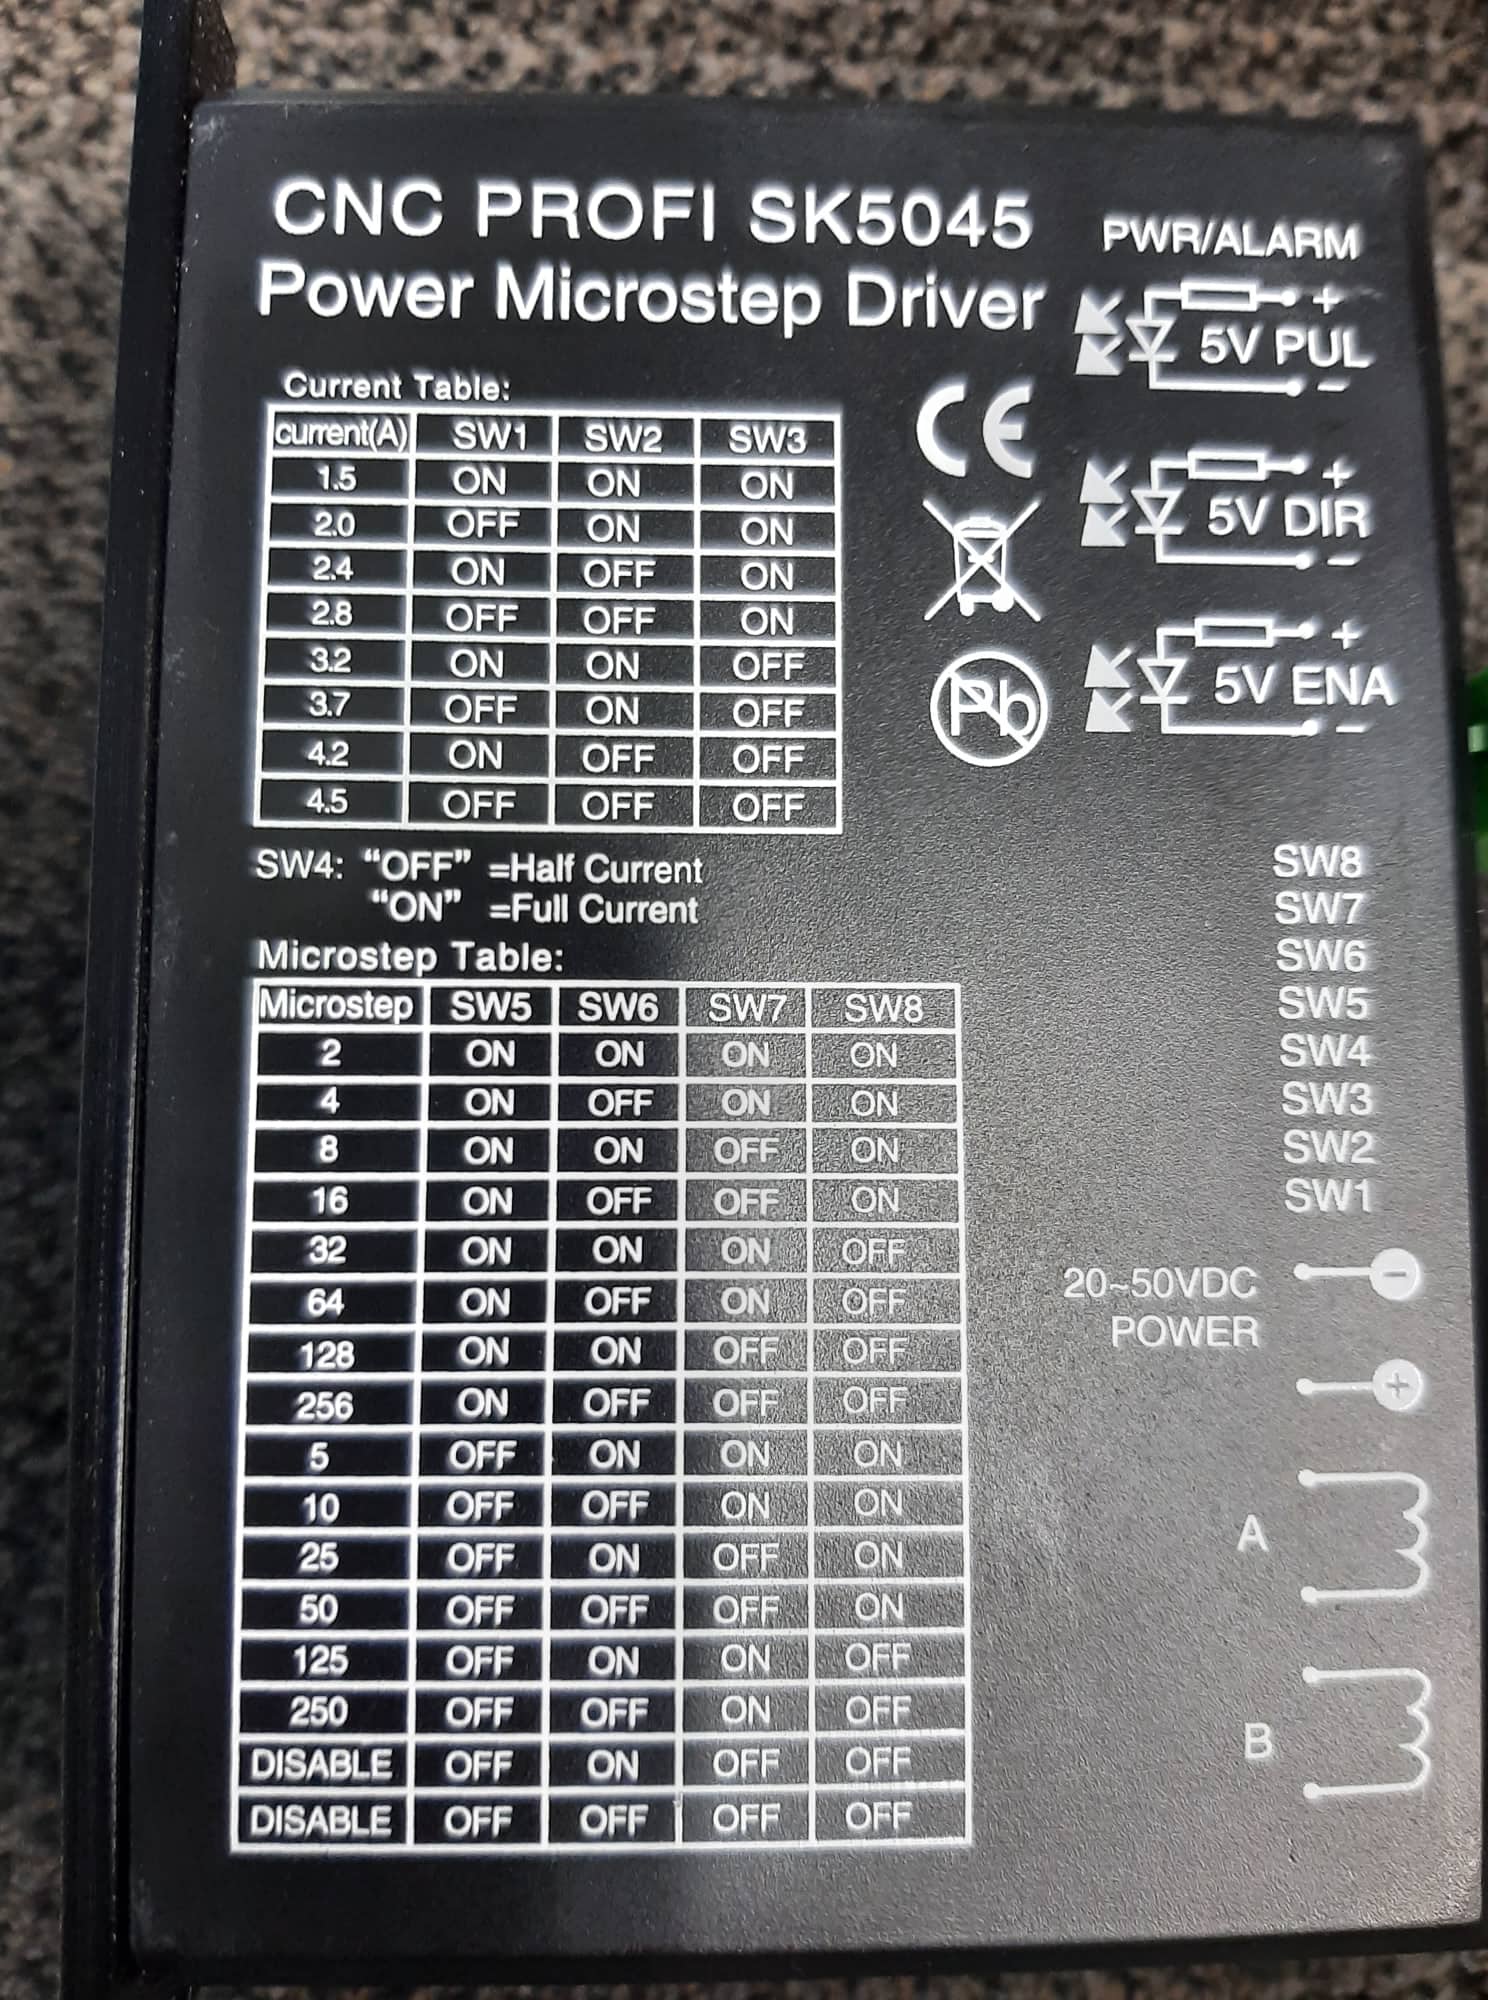 CNC PROFI SK5045
Power Microstep Driver
PWR/ALARM
+
5V PUL
−
Current Table:
current(A) SW1 SW2 SW3
1.5 ON ON ON
2.0 OFF ON ON
2.4 ON OFF ON
2.8 OFF OFF ON
3.2 ON ON OFF
3.7 OFF ON OFF
4.2 ON OFF OFF
4.5 OFF OFF OFF
CE
Pb
+
5V DIR
−
+
5V ENA
−
SW4: “OFF” =Half Current
“ON” =Full Current
Microstep Table:
Microstep SW5 SW6 SW7 SW8
2 ON ON ON ON
4 ON OFF ON ON
8 ON ON OFF ON
16 ON OFF OFF ON
32 ON ON ON OFF
64 ON OFF ON OFF
128 ON ON OFF OFF
256 ON OFF OFF OFF
5 OFF ON ON ON
10 OFF OFF ON ON
25 OFF ON OFF ON
50 OFF OFF OFF ON
125 OFF ON ON OFF
250 OFF OFF ON OFF
DISABLE OFF ON OFF OFF
DISABLE OFF OFF OFF OFF
SW8
SW7
SW6
SW5
SW4
SW3
SW2
SW1
−
20~50VDC
POWER
+
A
B